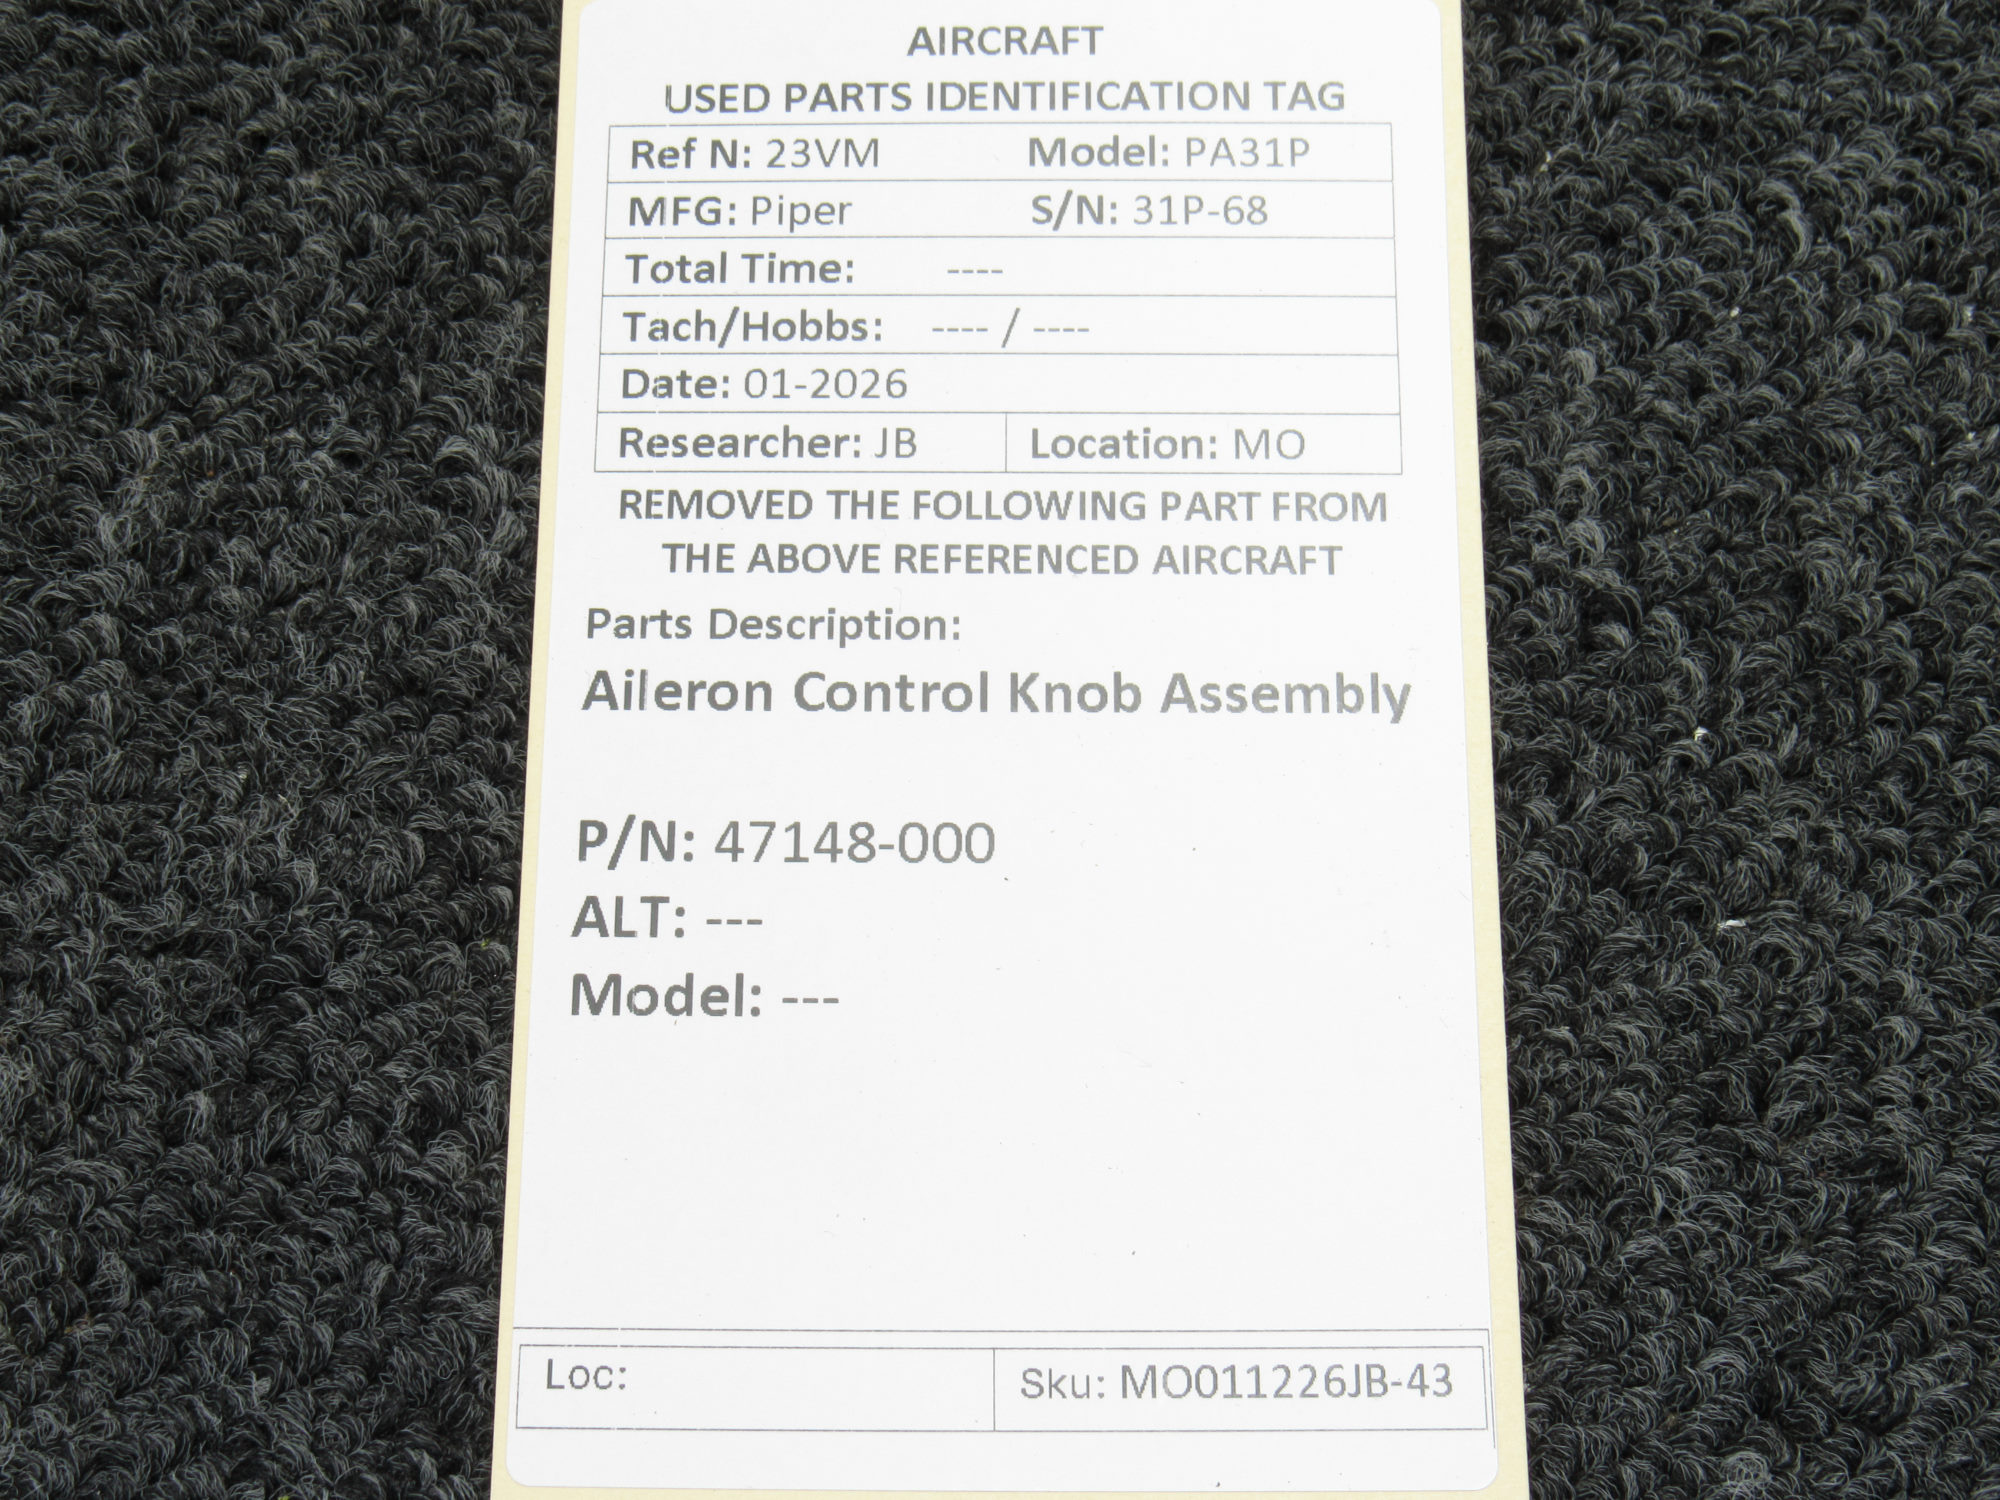 AIRCRAFT
USED PARTS IDENTIFICATION TAG
Ref N: 23VM Model: PA31P
MFG: Piper S/N: 31P-68
Total Time: ----
Tach/Hobbs: ---- / ----
Date: 01-2026
Researcher: JB Location: MO
REMOVED THE FOLLOWING PART FROM
THE ABOVE REFERENCED AIRCRAFT
Parts Description:
Aileron Control Knob Assembly
P/N: 47148-000
ALT: ---
Model: ---
Loc: Sku: MO011226JB-43